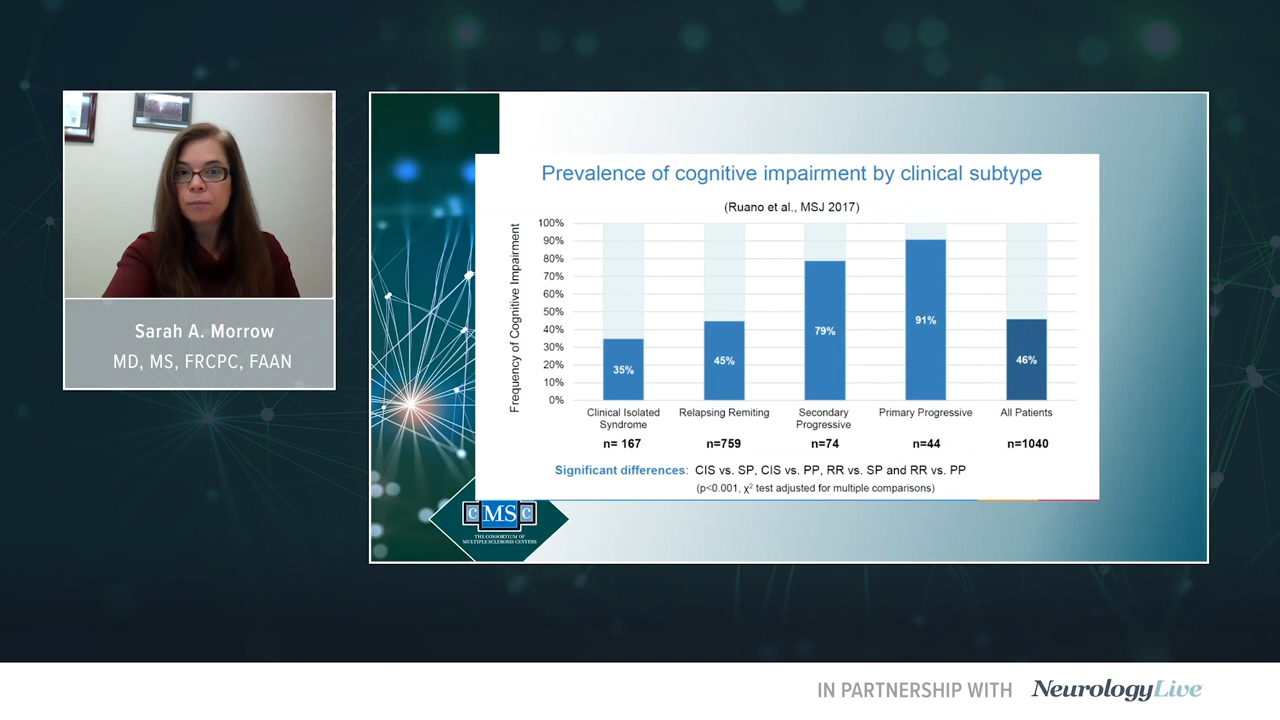 Sarah A. Morrow
MD, MS, FRCPC, FAAN
Prevalence of cognitive impairment by clinical subtype
(Ruano et al., MSJ 2017)
Frequency of Cognitive Impairment
100%
90%
80%
70%
60%
50%
40%
30%
20%
10%
0%
35%
45%
79%
91%
46%
Clinical Isolated
Syndrome
Relapsing Remiting
Secondary
Progressive
Primary Progressive
All Patients
n= 167
n=759
n=74
n=44
n=1040
Significant differences: CIS vs. SP, CIS vs. PP, RR vs. SP and RR vs. PP
(p<0.001, χ² test adjusted for multiple comparisons)
CMSC
THE CONSORTIUM OF
MULTIPLE SCLEROSIS CENTERS
IN PARTNERSHIP WITH NeurologyLive